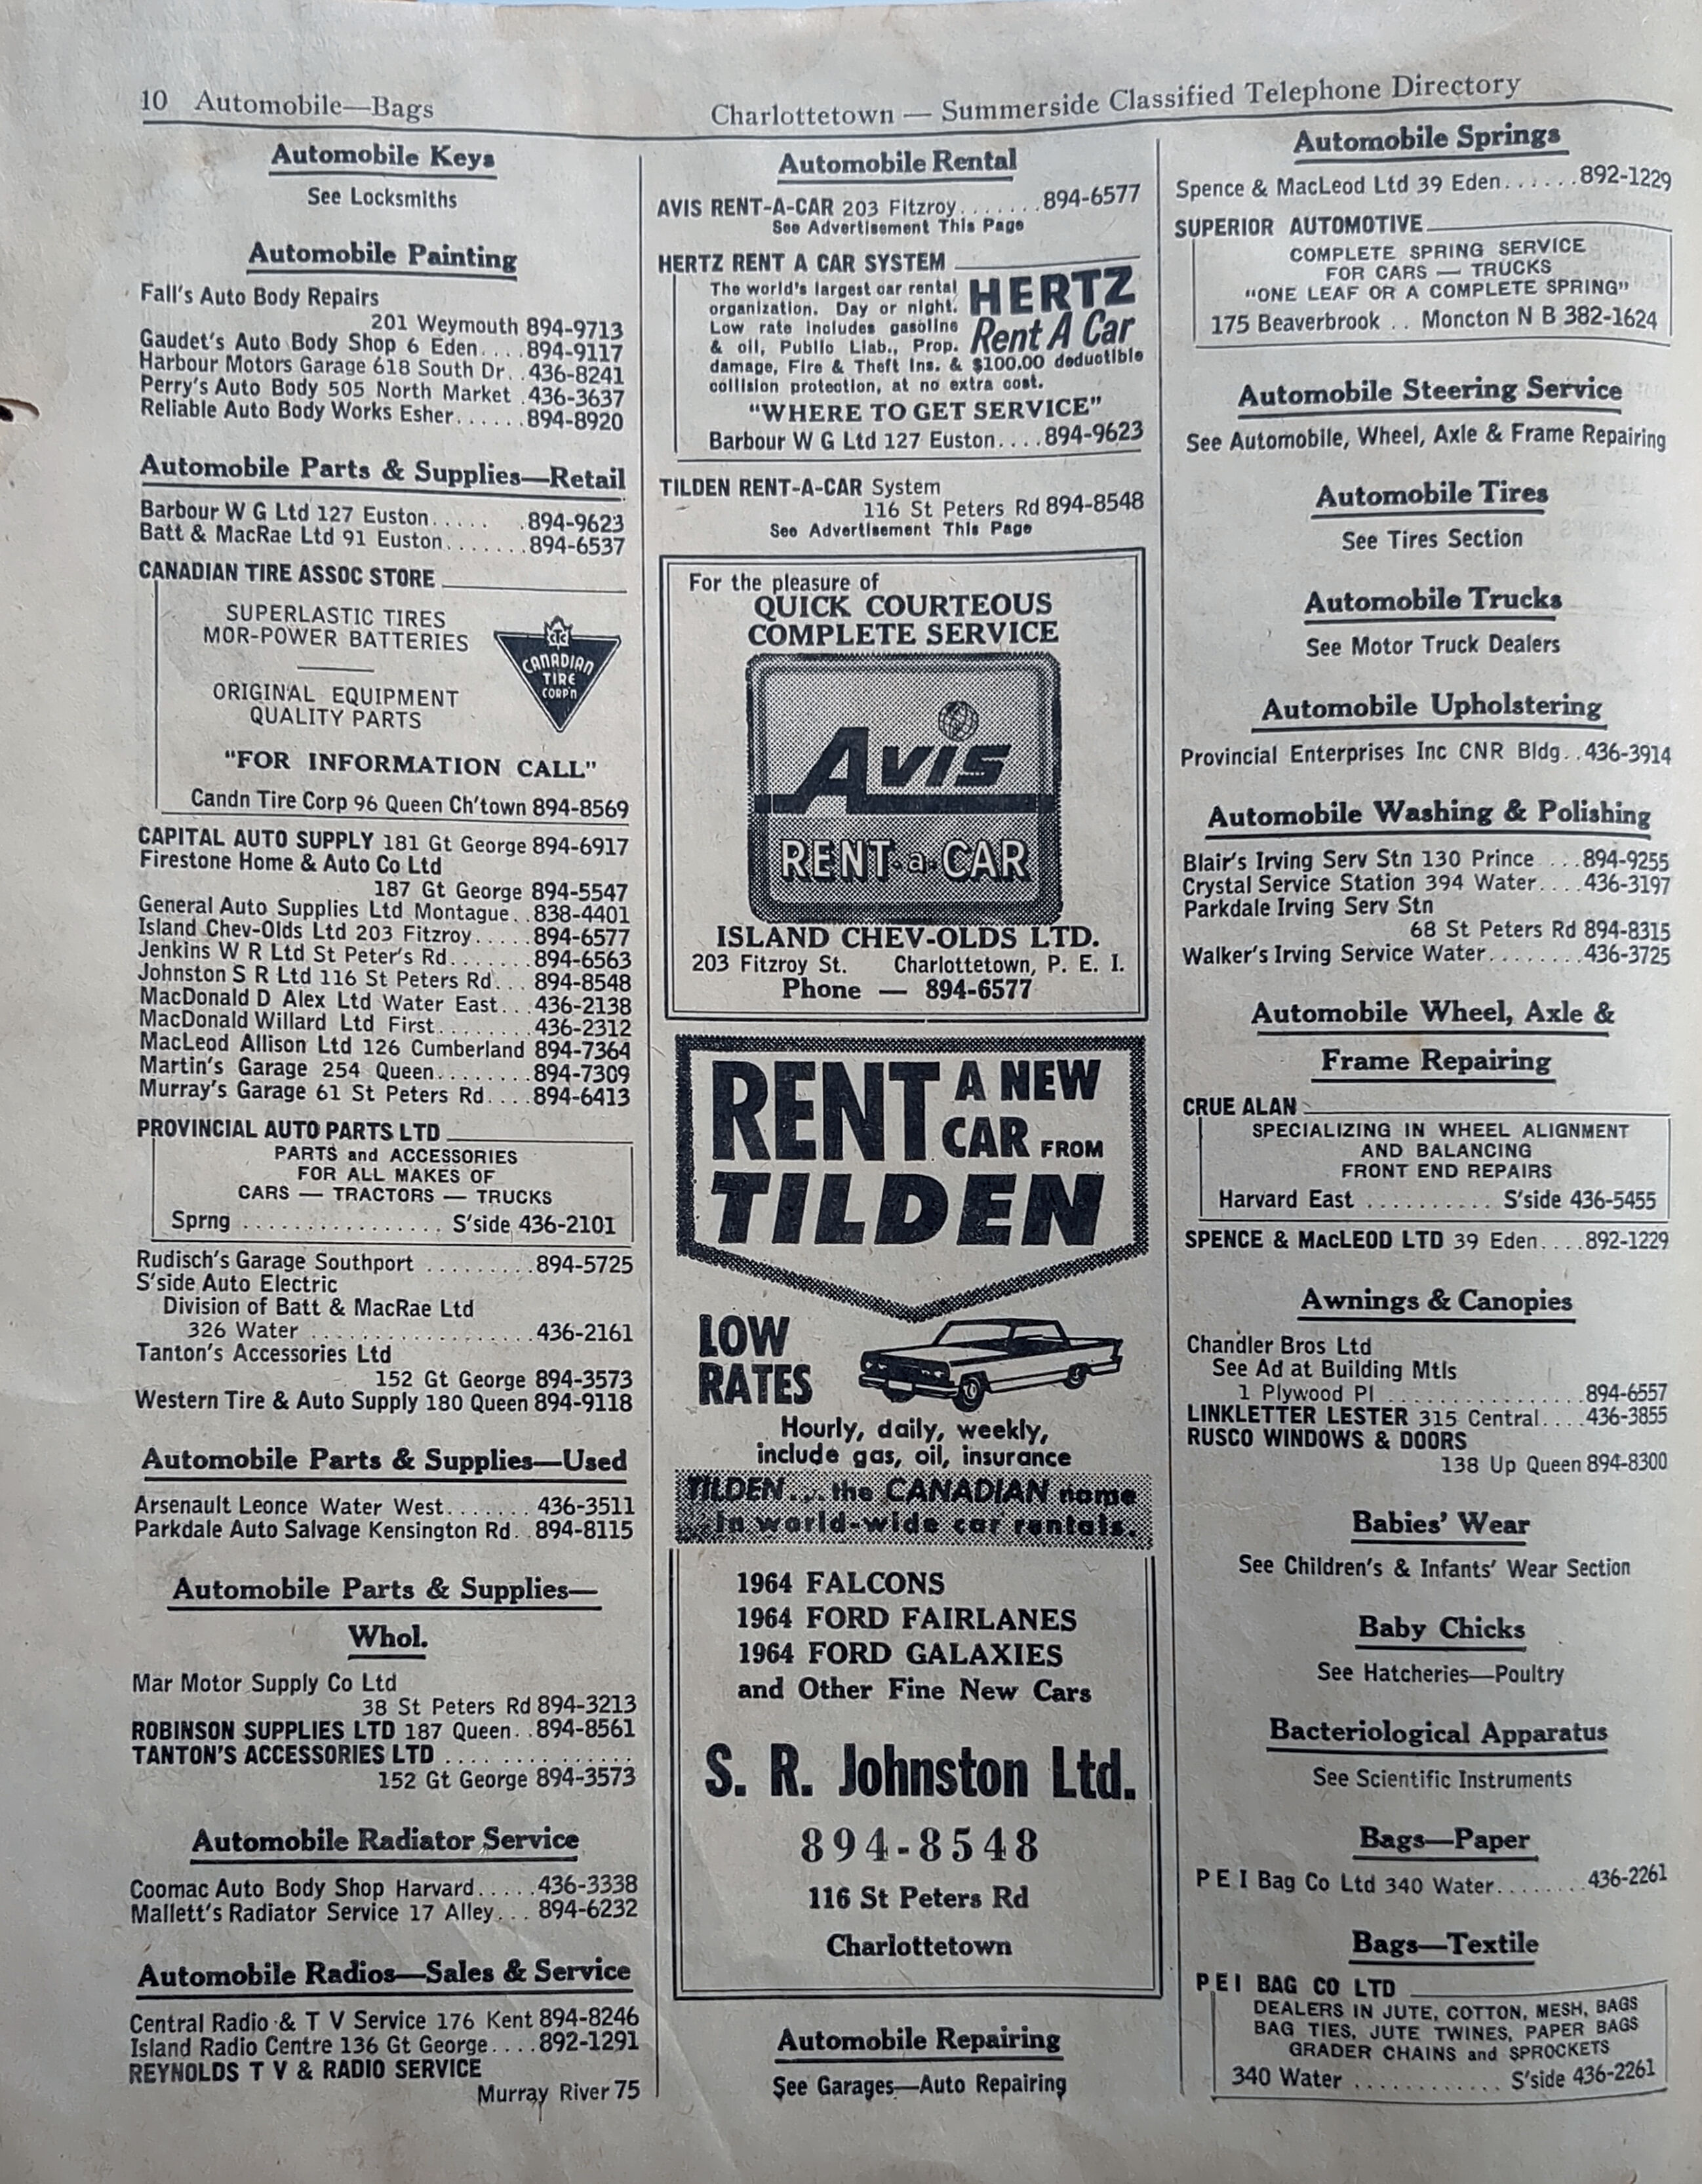 10 Automobile—Bags
Charlottetown — Summerside Classified Telephone Directory
Automobile Keys
See Locksmiths
Automobile Painting
Fall's Auto Body Repairs
201 Weymouth 894-9713
Gaudet's Auto Body Shop 6 Eden....894-9117
Harbour Motors Garage 618 South Dr..436-8241
Perry's Auto Body 505 North Market .436-3637
Reliable Auto Body Works Esher......894-8920
Automobile Parts & Supplies—Retail
Barbour W G Ltd 127 Euston..... .894-9623
Batt & MacRae Ltd 91 Euston.......894-6537
CANADIAN TIRE ASSOC STORE
SUPERLASTIC TIRES
MOR-POWER BATTERIES
ORIGINAL EQUIPMENT
QUALITY PARTS
CTC
CANADIAN
TIRE
CORP'N
"FOR INFORMATION CALL"
Candn Tire Corp 96 Queen Ch'town 894-8569
CAPITAL AUTO SUPPLY 181 Gt George 894-6917
Firestone Home & Auto Co Ltd
187 Gt George 894-5547
General Auto Supplies Ltd Montague..838-4401
Island Chev-Olds Ltd 203 Fitzroy.....894-6577
Jenkins W R Ltd St Peter's Rd.......894-6563
Johnston S R Ltd 116 St Peters Rd...894-8548
MacDonald D Alex Ltd Water East...436-2138
MacDonald Willard Ltd First........436-2312
MacLeod Allison Ltd 126 Cumberland 894-7364
Martin's Garage 254 Queen........894-7309
Murray's Garage 61 St Peters Rd....894-6413
PROVINCIAL AUTO PARTS LTD
PARTS and ACCESSORIES
FOR ALL MAKES OF
CARS — TRACTORS — TRUCKS
Sprng ................ S'side 436-2101
Rudisch's Garage Southport .........894-5725
S'side Auto Electric
Division of Batt & MacRae Ltd
326 Water ..................436-2161
Tanton's Accessories Ltd
152 Gt George 894-3573
Western Tire & Auto Supply 180 Queen 894-9118
Automobile Parts & Supplies—Used
Arsenault Leonce Water West....... 436-3511
Parkdale Auto Salvage Kensington Rd..894-8115
Automobile Parts & Supplies—
Whol.
Mar Motor Supply Co Ltd
38 St Peters Rd 894-3213
ROBINSON SUPPLIES LTD 187 Queen..894-8561
TANTON'S ACCESSORIES LTD ..............
152 Gt George 894-3573
Automobile Radiator Service
Coomac Auto Body Shop Harvard.....436-3338
Mallett's Radiator Service 17 Alley... 894-6232
Automobile Radios—Sales & Service
Central Radio & T V Service 176 Kent 894-8246
Island Radio Centre 136 Gt George....892-1291
REYNOLDS T V & RADIO SERVICE
Murray River 75
Automobile Rental
AVIS RENT-A-CAR 203 Fitzroy.......894-6577
See Advertisement This Page
HERTZ RENT A CAR SYSTEM
The world's largest car rental
organization. Day or night.
Low rate includes gasoline
& oil, Public Liab., Prop.
HERTZ
Rent A Car
damage, Fire & Theft Ins. & $100.00 deductible
collision protection, at no extra cost.
"WHERE TO GET SERVICE"
Barbour W G Ltd 127 Euston....894-9623
TILDEN RENT-A-CAR System
116 St Peters Rd 894-8548
See Advertisement This Page
For the pleasure of
QUICK COURTEOUS
COMPLETE SERVICE
AVIS
RENT-a-CAR
ISLAND CHEV-OLDS LTD.
203 Fitzroy St. Charlottetown, P. E. I.
Phone — 894-6577
RENT A NEW
CAR FROM
TILDEN
LOW
RATES
Hourly, daily, weekly,
include gas, oil, insurance
TILDEN... the CANADIAN name
in world-wide car rentals.
1964 FALCONS
1964 FORD FAIRLANES
1964 FORD GALAXIES
and Other Fine New Cars
S. R. Johnston Ltd.
894-8548
116 St Peters Rd
Charlottetown
Automobile Repairing
See Garages—Auto Repairing
Automobile Springs
Spence & MacLeod Ltd 39 Eden......892-1229
SUPERIOR AUTOMOTIVE
COMPLETE SPRING SERVICE
FOR CARS — TRUCKS
"ONE LEAF OR A COMPLETE SPRING"
175 Beaverbrook .. Moncton N B 382-1624
Automobile Steering Service
See Automobile, Wheel, Axle & Frame Repairing
Automobile Tires
See Tires Section
Automobile Trucks
See Motor Truck Dealers
Automobile Upholstering
Provincial Enterprises Inc CNR Bldg..436-3914
Automobile Washing & Polishing
Blair's Irving Serv Stn 130 Prince ...894-9255
Crystal Service Station 394 Water....436-3197
Parkdale Irving Serv Stn
68 St Peters Rd 894-8315
Walker's Irving Service Water........436-3725
Automobile Wheel, Axle &
Frame Repairing
CRUE ALAN
SPECIALIZING IN WHEEL ALIGNMENT
AND BALANCING
FRONT END REPAIRS
Harvard East .......... S'side 436-5455
SPENCE & MACLEOD LTD 39 Eden....892-1229
Awnings & Canopies
Chandler Bros Ltd
See Ad at Building Mtls
1 Plywood Pl .................894-6557
LINKLETTER LESTER 315 Central....436-3855
RUSCO WINDOWS & DOORS
138 Up Queen 894-8300
Babies' Wear
See Children's & Infants' Wear Section
Baby Chicks
See Hatcheries—Poultry
Bacteriological Apparatus
See Scientific Instruments
Bags—Paper
P E I Bag Co Ltd 340 Water........436-2261
Bags—Textile
P E I BAG CO LTD
DEALERS IN JUTE, COTTON, MESH, BAGS
BAG TIES, JUTE TWINES, PAPER BAGS
GRADER CHAINS and SPROCKETS
340 Water ............ S'side 436-2261